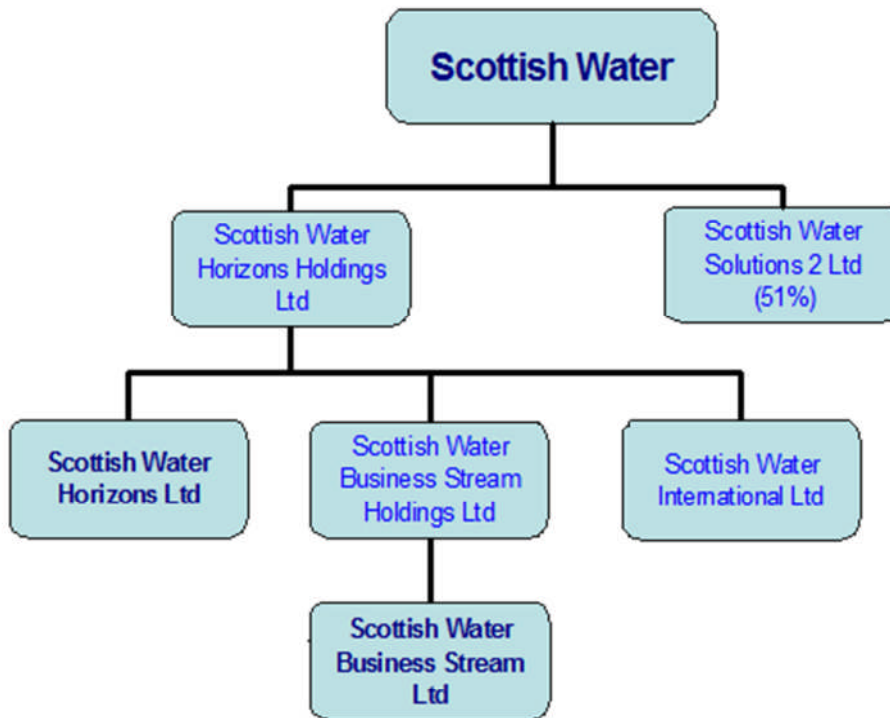 Scottish Water
Scottish Water
Horizons Holdings
Ltd
Scottish Water
Solutions 2 Ltd
(51%)
Scottish Water
Horizons Ltd
Scottish Water
Business Stream
Holdings Ltd
Scottish Water
International Ltd
Scottish Water
Business Stream
Ltd